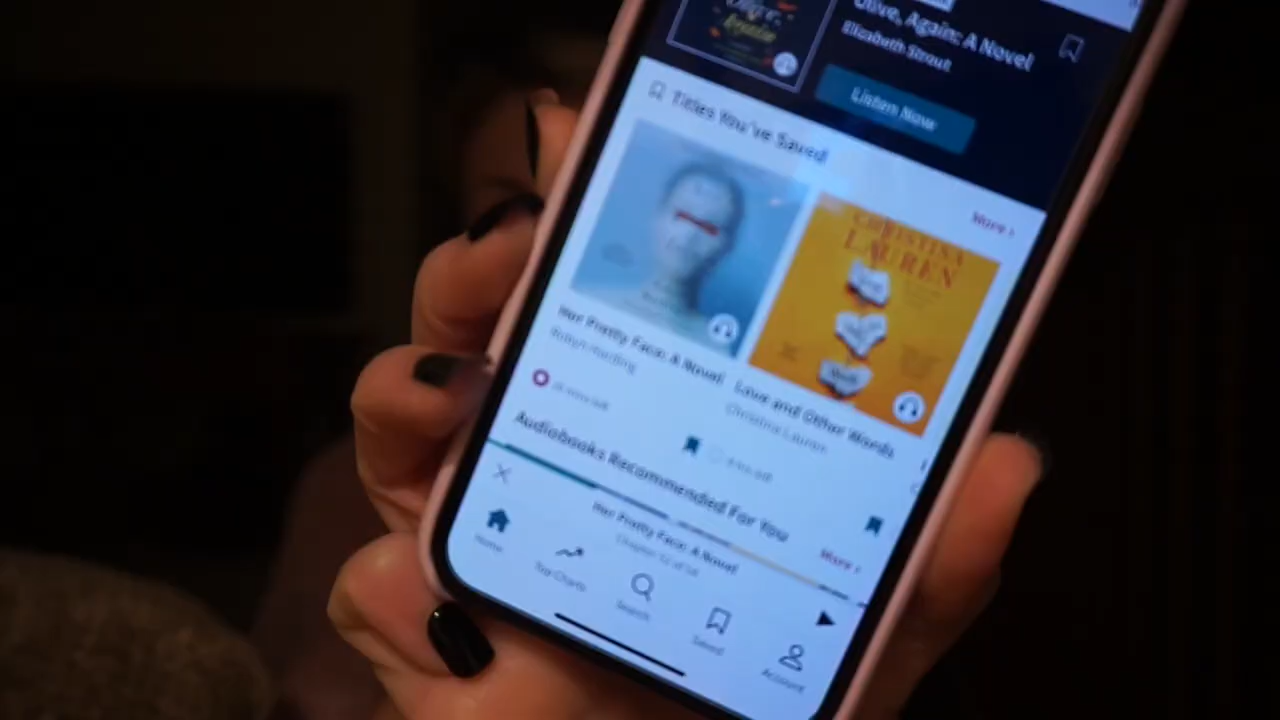 Olive, Again: A Novel
Elizabeth Strout
Listen Now
Titles You've Saved
More ›
CHRISTINA
LAUREN
Her Pretty Face: A Novel
Robyn Harding
Love and Other Words
Christina Lauren
Audiobooks Recommended For You
More ›
Her Pretty Face: A Novel
Home
Top Charts
Search
Saved
Account